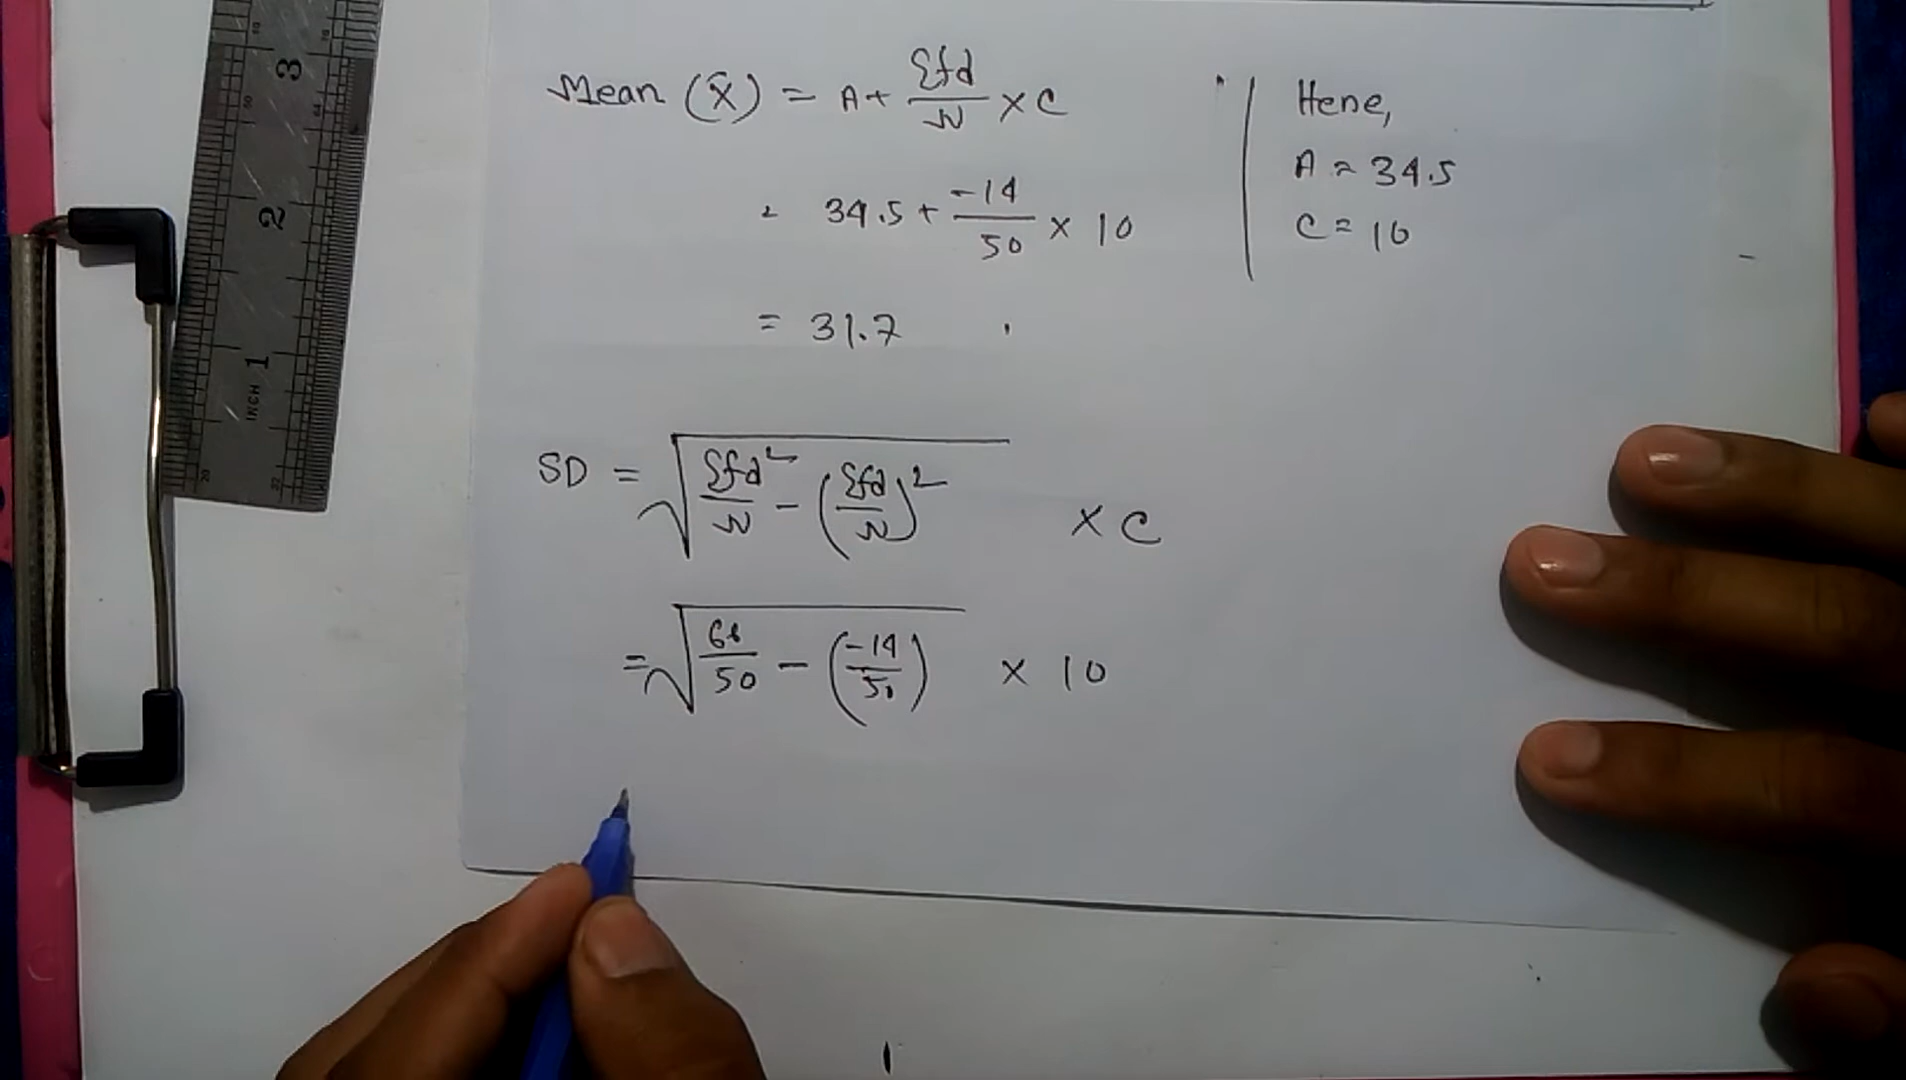 Mean (x̄) = A + Σfd/N × C
= 34.5 + -14/50 × 10
= 31.7
Here,
A = 34.5
C = 10
SD = √(Σfd²/N - (Σfd/N)²) × C
= √(/50 - (-14/50)) × 10
3
2
1
INCH